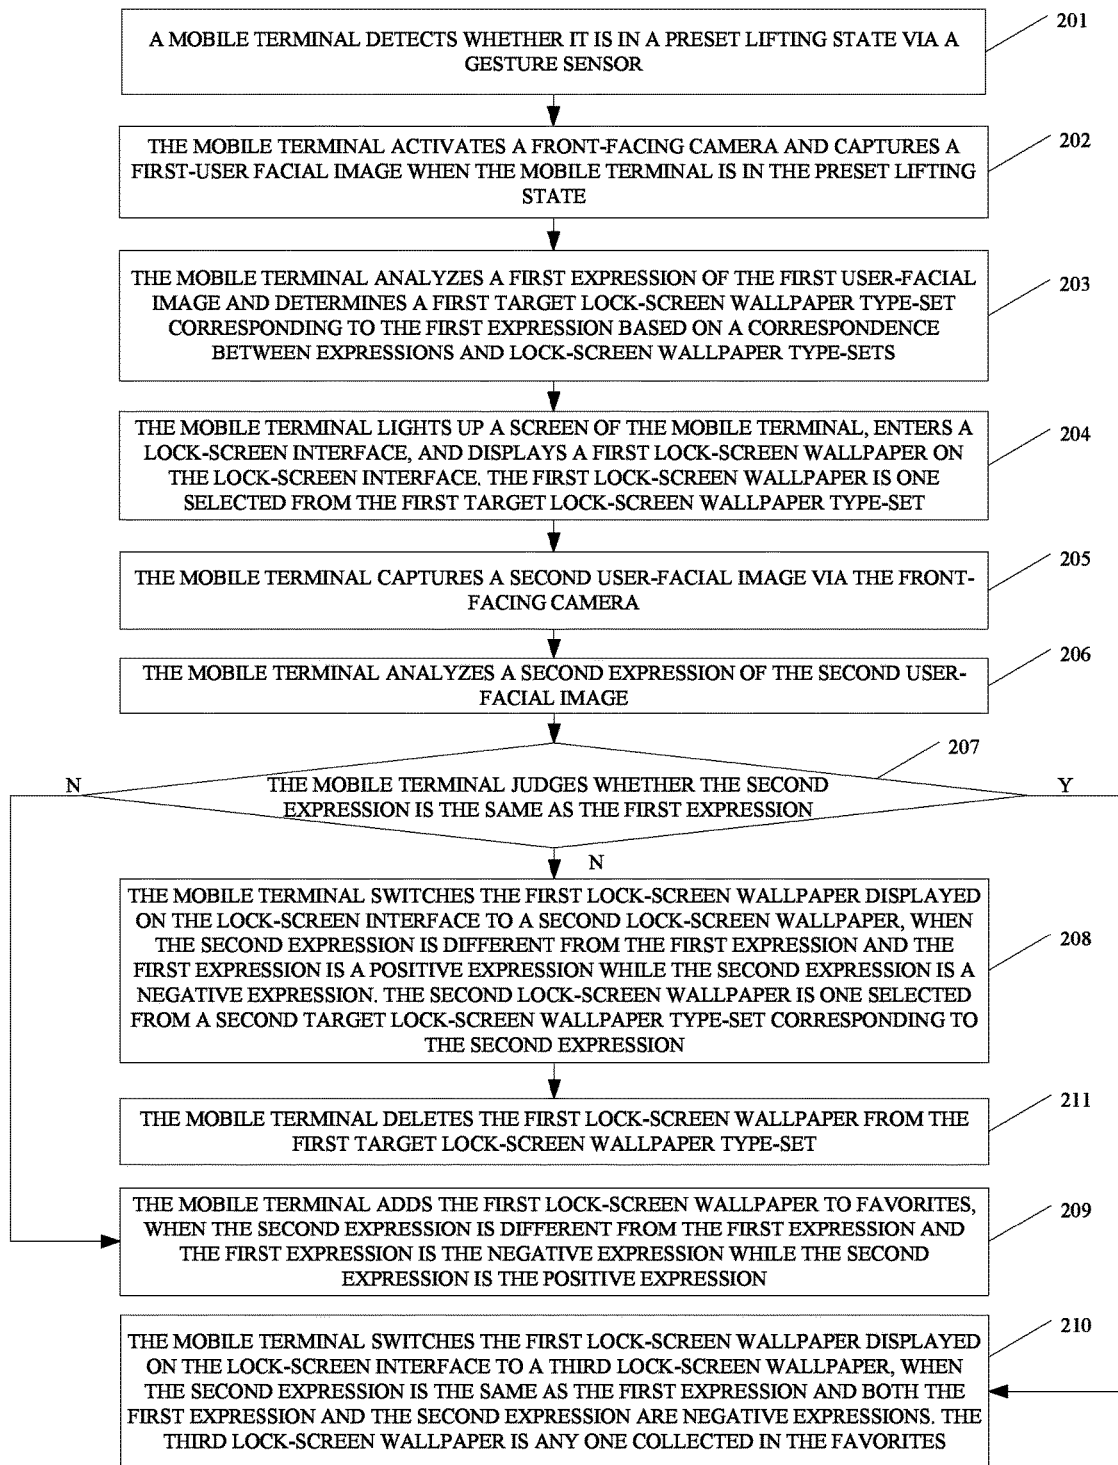 A MOBILE TERMINAL DETECTS WHETHER IT IS IN A PRESET LIFTING STATE VIA A
GESTURE SENSOR
201
THE MOBILE TERMINAL ACTIVATES A FRONT-FACING CAMERA AND CAPTURES A
FIRST-USER FACIAL IMAGE WHEN THE MOBILE TERMINAL IS IN THE PRESET LIFTING
STATE
202
THE MOBILE TERMINAL ANALYZES A FIRST EXPRESSION OF THE FIRST USER-FACIAL
IMAGE AND DETERMINES A FIRST TARGET LOCK-SCREEN WALLPAPER TYPE-SET
CORRESPONDING TO THE FIRST EXPRESSION BASED ON A CORRESPONDENCE
BETWEEN EXPRESSIONS AND LOCK-SCREEN WALLPAPER TYPE-SETS
203
THE MOBILE TERMINAL LIGHTS UP A SCREEN OF THE MOBILE TERMINAL, ENTERS A
LOCK-SCREEN INTERFACE, AND DISPLAYS A FIRST LOCK-SCREEN WALLPAPER ON
THE LOCK-SCREEN INTERFACE. THE FIRST LOCK-SCREEN WALLPAPER IS ONE
SELECTED FROM THE FIRST TARGET LOCK-SCREEN WALLPAPER TYPE-SET
204
THE MOBILE TERMINAL CAPTURES A SECOND USER-FACIAL IMAGE VIA THE FRONT-
FACING CAMERA
205
THE MOBILE TERMINAL ANALYZES A SECOND EXPRESSION OF THE SECOND USER-
FACIAL IMAGE
206
THE MOBILE TERMINAL JUDGES WHETHER THE SECOND
EXPRESSION IS THE SAME AS THE FIRST EXPRESSION
207
N
Y
N
THE MOBILE TERMINAL SWITCHES THE FIRST LOCK-SCREEN WALLPAPER DISPLAYED
ON THE LOCK-SCREEN INTERFACE TO A SECOND LOCK-SCREEN WALLPAPER, WHEN
THE SECOND EXPRESSION IS DIFFERENT FROM THE FIRST EXPRESSION AND THE
FIRST EXPRESSION IS A POSITIVE EXPRESSION WHILE THE SECOND EXPRESSION IS A
NEGATIVE EXPRESSION. THE SECOND LOCK-SCREEN WALLPAPER IS ONE SELECTED
FROM A SECOND TARGET LOCK-SCREEN WALLPAPER TYPE-SET CORRESPONDING TO
THE SECOND EXPRESSION
208
THE MOBILE TERMINAL DELETES THE FIRST LOCK-SCREEN WALLPAPER FROM THE
FIRST TARGET LOCK-SCREEN WALLPAPER TYPE-SET
211
THE MOBILE TERMINAL ADDS THE FIRST LOCK-SCREEN WALLPAPER TO FAVORITES,
WHEN THE SECOND EXPRESSION IS DIFFERENT FROM THE FIRST EXPRESSION AND
THE FIRST EXPRESSION IS THE NEGATIVE EXPRESSION WHILE THE SECOND
EXPRESSION IS THE POSITIVE EXPRESSION
209
THE MOBILE TERMINAL SWITCHES THE FIRST LOCK-SCREEN WALLPAPER DISPLAYED
ON THE LOCK-SCREEN INTERFACE TO A THIRD LOCK-SCREEN WALLPAPER, WHEN
THE SECOND EXPRESSION IS THE SAME AS THE FIRST EXPRESSION AND BOTH THE
FIRST EXPRESSION AND THE SECOND EXPRESSION ARE NEGATIVE EXPRESSIONS. THE
THIRD LOCK-SCREEN WALLPAPER IS ANY ONE COLLECTED IN THE FAVORITES
210